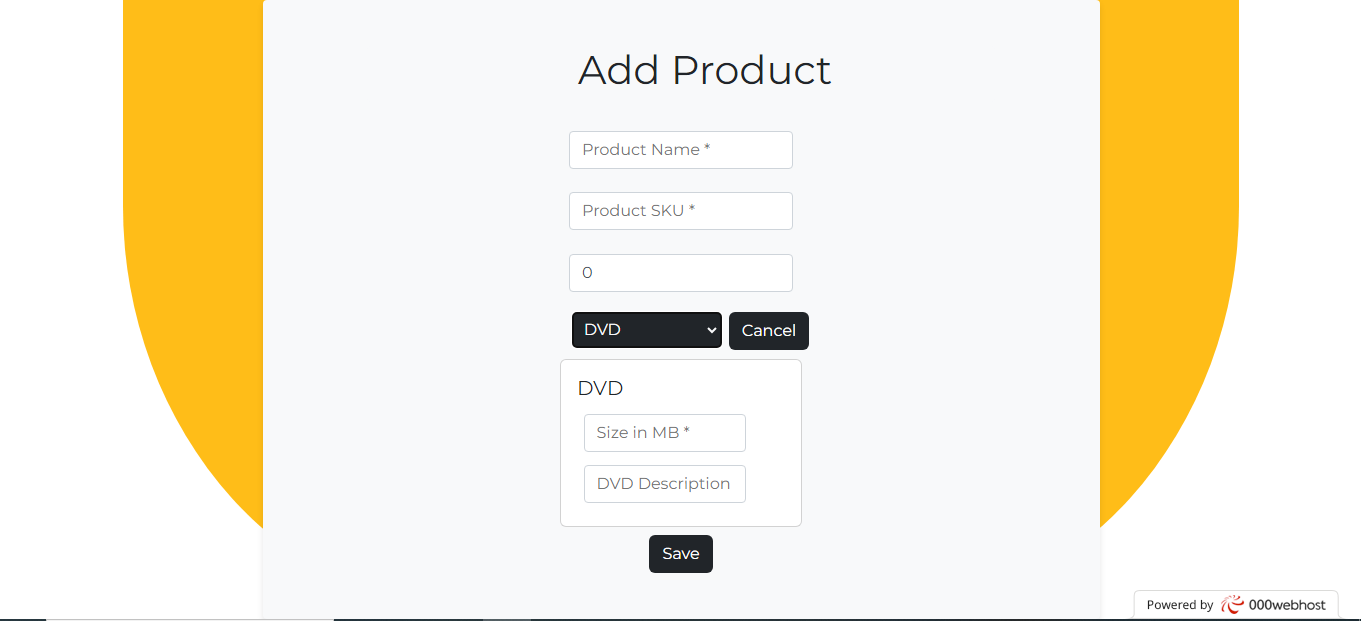 Add Product
Product Name *
Product SKU *
0
DVD
Cancel
DVD
Size in MB *
DVD Description
Save
Powered by 000webhost